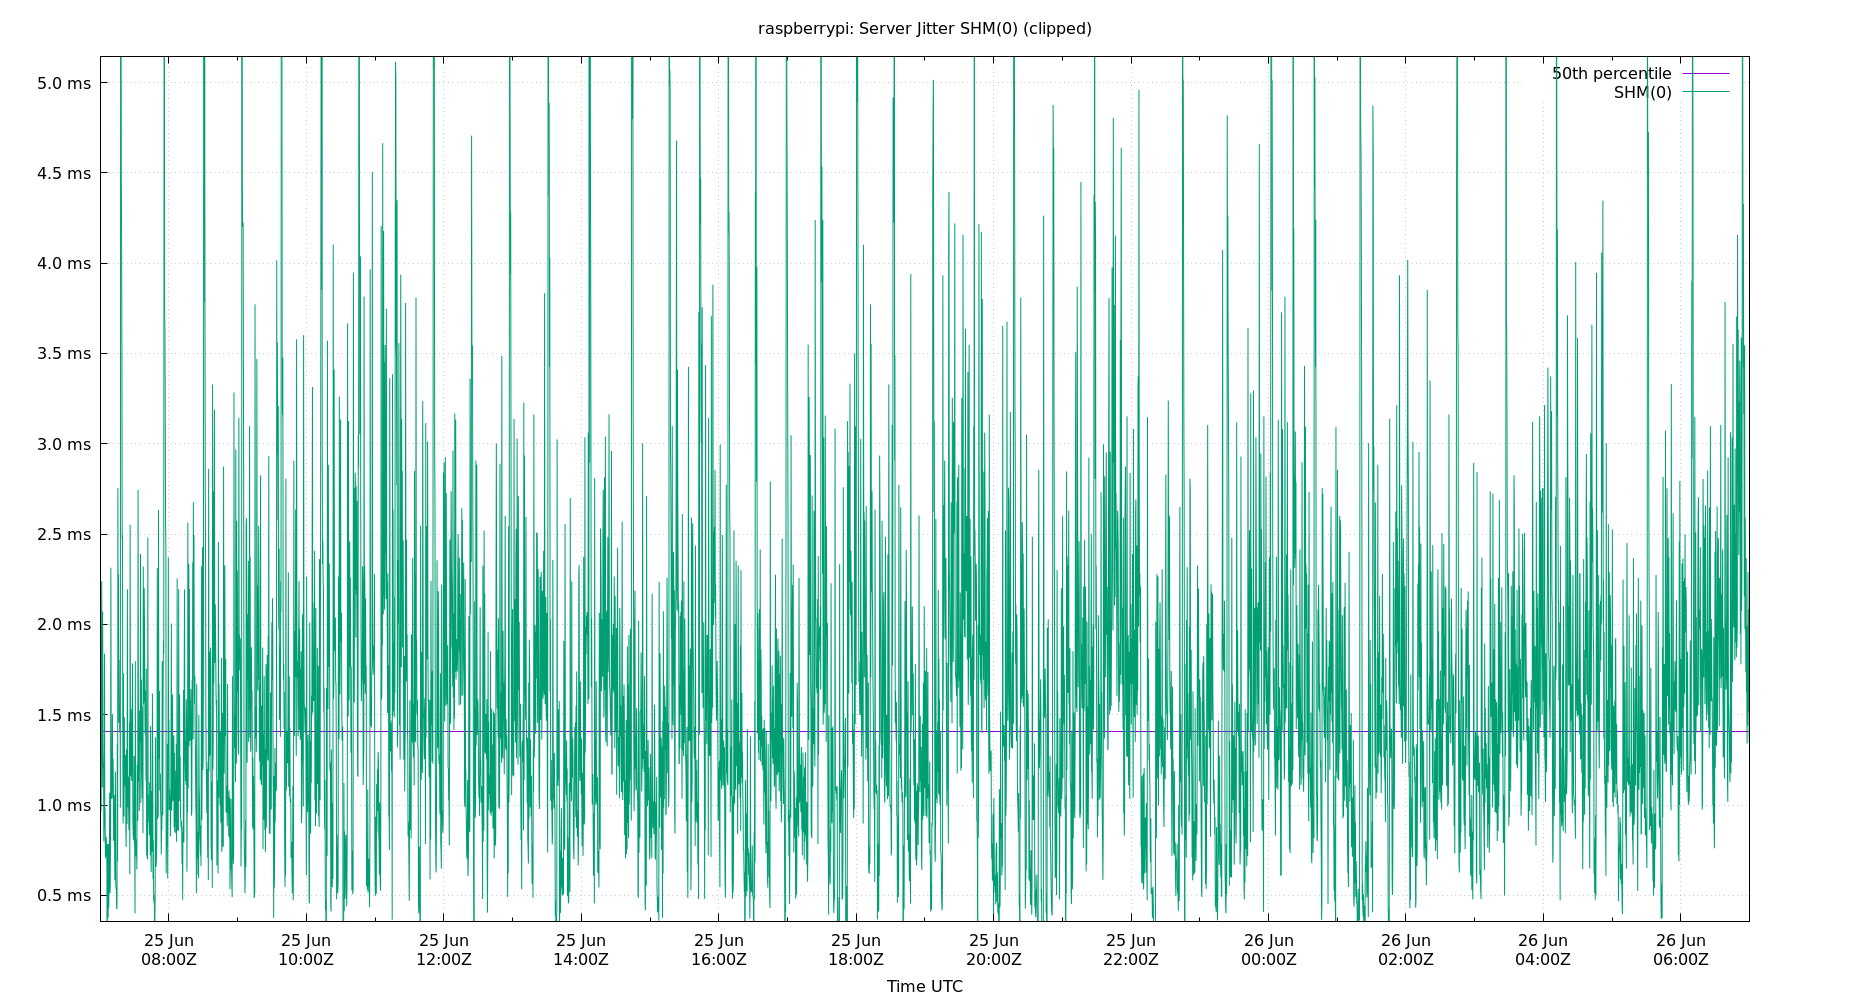 raspberrypi: Server Jitter SHM(0) (clipped)
50th percentile
SHM(0)
5.0 ms
4.5 ms
4.0 ms
3.5 ms
3.0 ms
2.5 ms
2.0 ms
1.5 ms
1.0 ms
0.5 ms
25 Jun 25 Jun 25 Jun 25 Jun 25 Jun 25 Jun 25 Jun 25 Jun 26 Jun 26 Jun 26 Jun 26 Jun
08:00Z 10:00Z 12:00Z 14:00Z 16:00Z 18:00Z 20:00Z 22:00Z 00:00Z 02:00Z 04:00Z 06:00Z
Time UTC